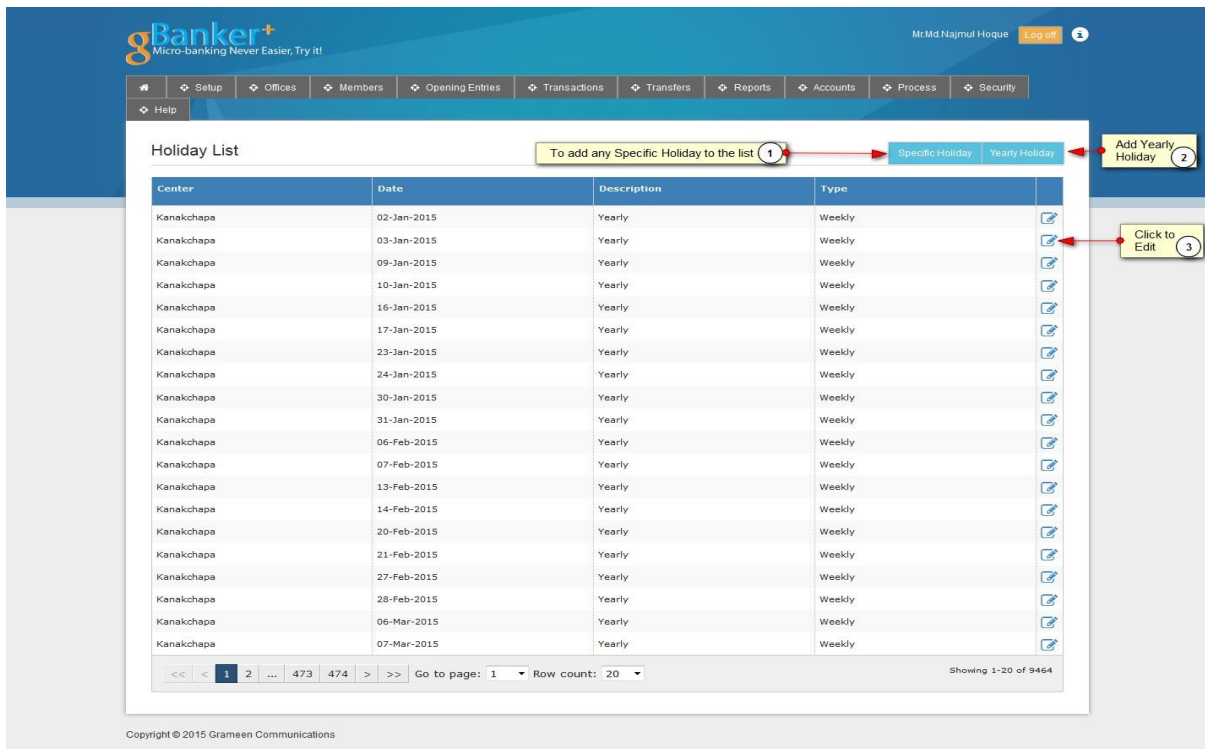 gBanker+
Micro-banking Never Easier, Try it!
Mr.Md.Najmul Hoque Log off i
Setup Offices Members Opening Entries Transactions Transfers Reports Accounts Process Security
Help
Holiday List
To add any Specific Holiday to the list 1
Specific Holiday Yearly Holiday
Add Yearly
Holiday 2
Center Date Description Type
Kanakchapa 02-Jan-2015 Yearly Weekly
Kanakchapa 03-Jan-2015 Yearly Weekly
Click to
Edit 3
Kanakchapa 09-Jan-2015 Yearly Weekly
Kanakchapa 10-Jan-2015 Yearly Weekly
Kanakchapa 16-Jan-2015 Yearly Weekly
Kanakchapa 17-Jan-2015 Yearly Weekly
Kanakchapa 23-Jan-2015 Yearly Weekly
Kanakchapa 24-Jan-2015 Yearly Weekly
Kanakchapa 30-Jan-2015 Yearly Weekly
Kanakchapa 31-Jan-2015 Yearly Weekly
Kanakchapa 06-Feb-2015 Yearly Weekly
Kanakchapa 07-Feb-2015 Yearly Weekly
Kanakchapa 13-Feb-2015 Yearly Weekly
Kanakchapa 14-Feb-2015 Yearly Weekly
Kanakchapa 20-Feb-2015 Yearly Weekly
Kanakchapa 21-Feb-2015 Yearly Weekly
Kanakchapa 27-Feb-2015 Yearly Weekly
Kanakchapa 28-Feb-2015 Yearly Weekly
Kanakchapa 06-Mar-2015 Yearly Weekly
Kanakchapa 07-Mar-2015 Yearly Weekly
<< < 1 2 ... 473 474 > >> Go to page: 1 Row count: 20 Showing 1-20 of 9464
Copyright © 2015 Grameen Communications